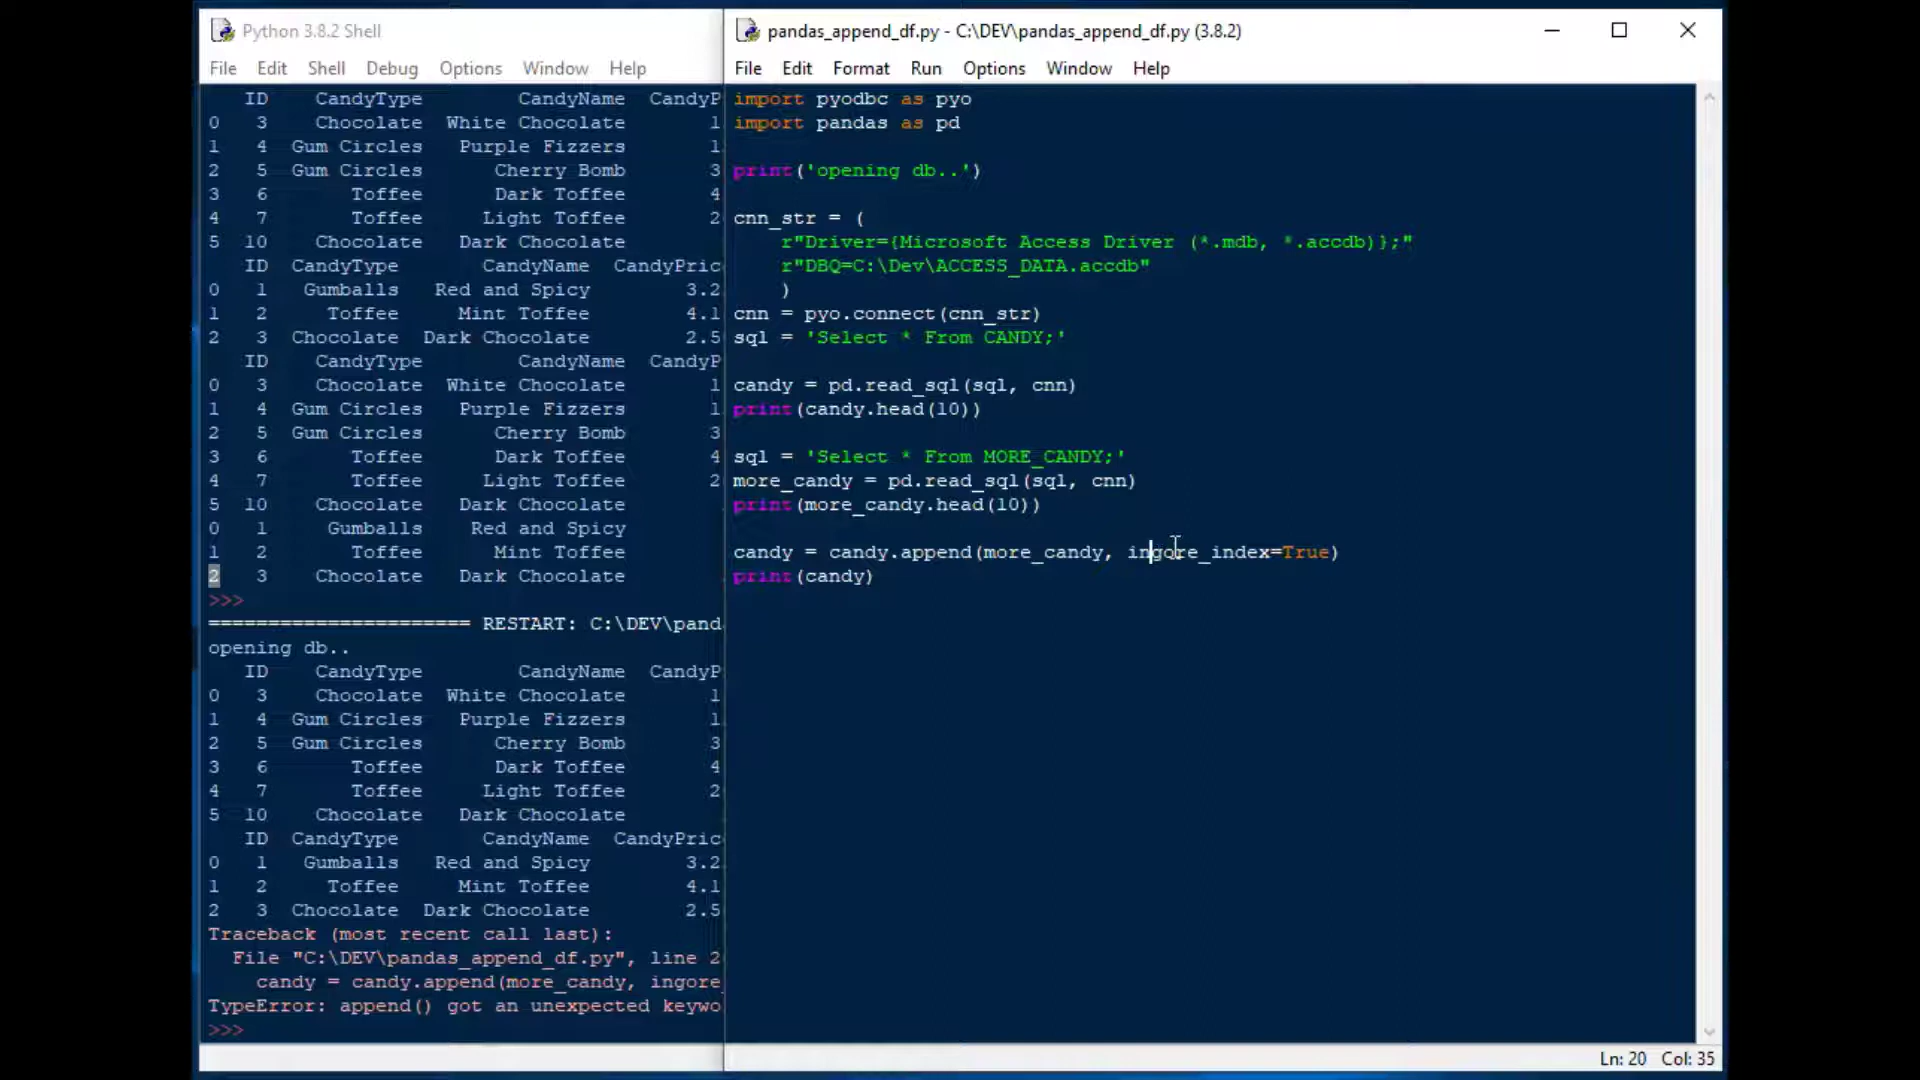 Python 3.8.2 Shell
File Edit Shell Debug Options Window Help
ID CandyType CandyName CandyP
0 3 Chocolate White Chocolate 1
1 4 Gum Circles Purple Fizzers 1
2 5 Gum Circles Cherry Bomb 3
3 6 Toffee Dark Toffee 4
4 7 Toffee Light Toffee 2
5 10 Chocolate Dark Chocolate
ID CandyType CandyName CandyPric
0 1 Gumballs Red and Spicy 3.2
1 2 Toffee Mint Toffee 4.1
2 3 Chocolate Dark Chocolate 2.5
ID CandyType CandyName CandyP
0 3 Chocolate White Chocolate 1
1 4 Gum Circles Purple Fizzers 1
2 5 Gum Circles Cherry Bomb 3
3 6 Toffee Dark Toffee 4
4 7 Toffee Light Toffee 2
5 10 Chocolate Dark Chocolate
0 1 Gumballs Red and Spicy
1 2 Toffee Mint Toffee
2 3 Chocolate Dark Chocolate
>>>
====================== RESTART: C:\DEV\pand
opening db..
ID CandyType CandyName CandyP
0 3 Chocolate White Chocolate 1
1 4 Gum Circles Purple Fizzers 1
2 5 Gum Circles Cherry Bomb 3
3 6 Toffee Dark Toffee 4
4 7 Toffee Light Toffee 2
5 10 Chocolate Dark Chocolate
ID CandyType CandyName CandyPric
0 1 Gumballs Red and Spicy 3.2
1 2 Toffee Mint Toffee 4.1
2 3 Chocolate Dark Chocolate 2.5
Traceback (most recent call last):
File "C:\DEV\pandas_append_df.py", line 2
candy = candy.append(more_candy, ingore_
TypeError: append() got an unexpected keywo
>>>
pandas_append_df.py - C:\DEV\pandas_append_df.py (3.8.2)
File Edit Format Run Options Window Help
import pyodbc as pyo
import pandas as pd
print('opening db..')
cnn_str = (
r"Driver={Microsoft Access Driver (*.mdb, *.accdb)};"
r"DBQ=C:\Dev\ACCESS_DATA.accdb"
)
cnn = pyo.connect(cnn_str)
sql = 'Select * From CANDY;'
candy = pd.read_sql(sql, cnn)
print(candy.head(10))
sql = 'Select * From MORE_CANDY;'
more_candy = pd.read_sql(sql, cnn)
print(more_candy.head(10))
candy = candy.append(more_candy, ingore_index=True)
print(candy)
Ln: 20 Col: 35